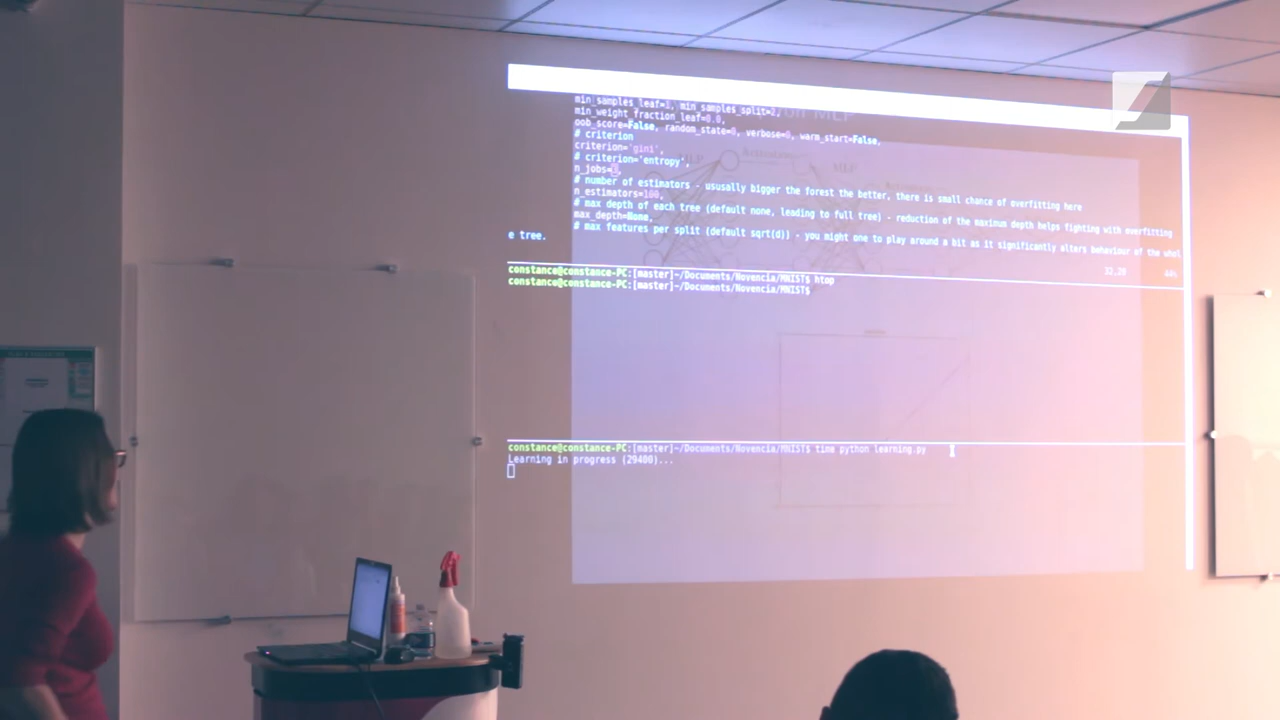 min_samples_leaf=1, min_samples_split=2,
min_weight_fraction_leaf=0.0,
oob_score=False, random_state=0, verbose=0, warm_start=False,
# criterion
criterion='gini',
# criterion='entropy',
n_jobs=
# number of estimators - ususally bigger the forest the better, there is small chance of overfitting here
n_estimators=100,
# max depth of each tree (default none, leading to full tree) - reduction of the maximum depth helps fighting with overfitting
max_depth=None,
# max features per split (default sqrt(d)) - you might one to play around a bit as it significantly alters behaviour of the whol
e tree.
constance@constance-PC:[master]~/Documents/Novencia/MNIST$ htop
constance@constance-PC:[master]~/Documents/Novencia/MNIST$
constance@constance-PC:[master]~/Documents/Novencia/MNIST$ time python learning.py
Learning in progress (29400)...